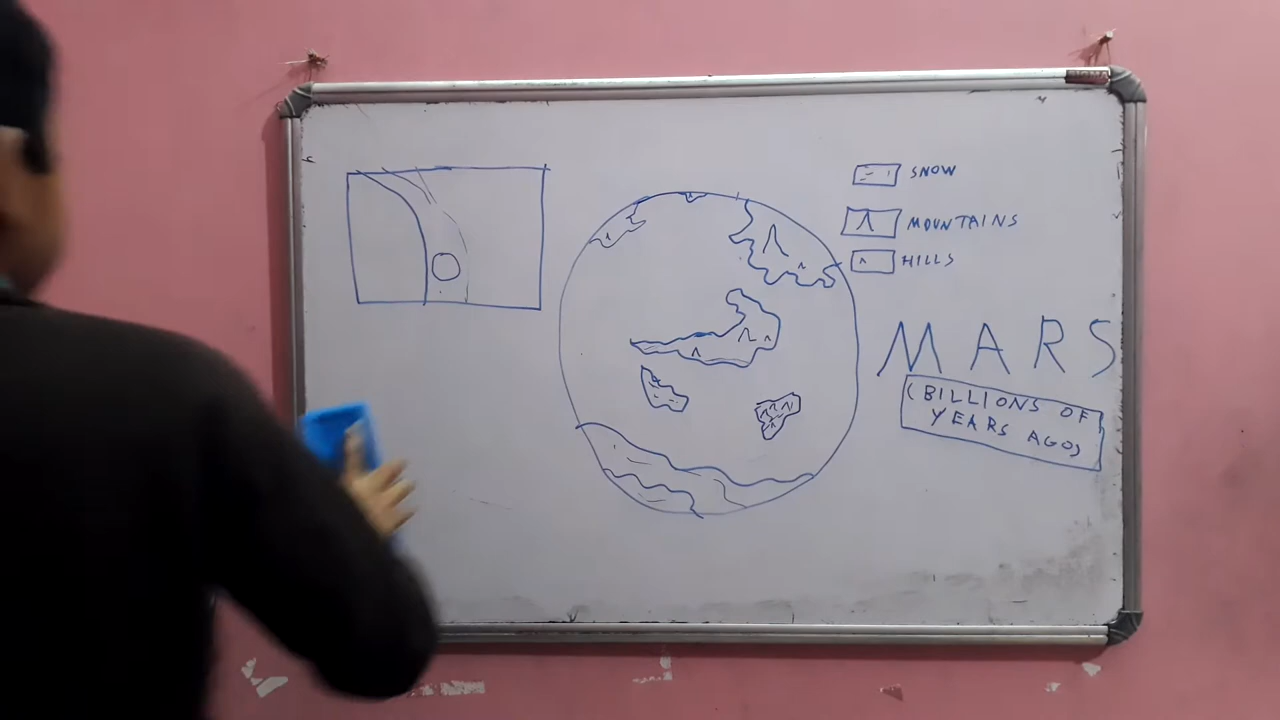 SNOW
MOUNTAINS
HILLS
MARS
(BILLIONS OF
YEARS AGO)